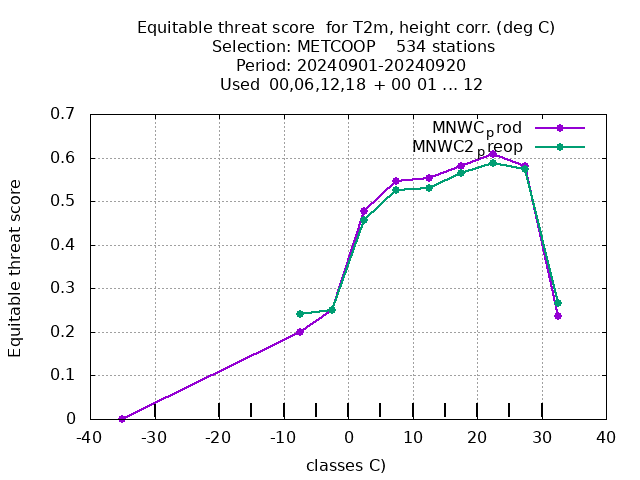 Equitable threat score for T2m, height corr. (deg C)
Selection: METCOOP 534 stations
Period: 20240901-20240920
Used 00,06,12,18 + 00 01 ... 12
MNWCprod
MNWC2preop
Equitable threat score
0.7
0.6
0.5
0.4
0.3
0.2
0.1
0
-40 -30 -20 -10 0 10 20 30 40
classes C)